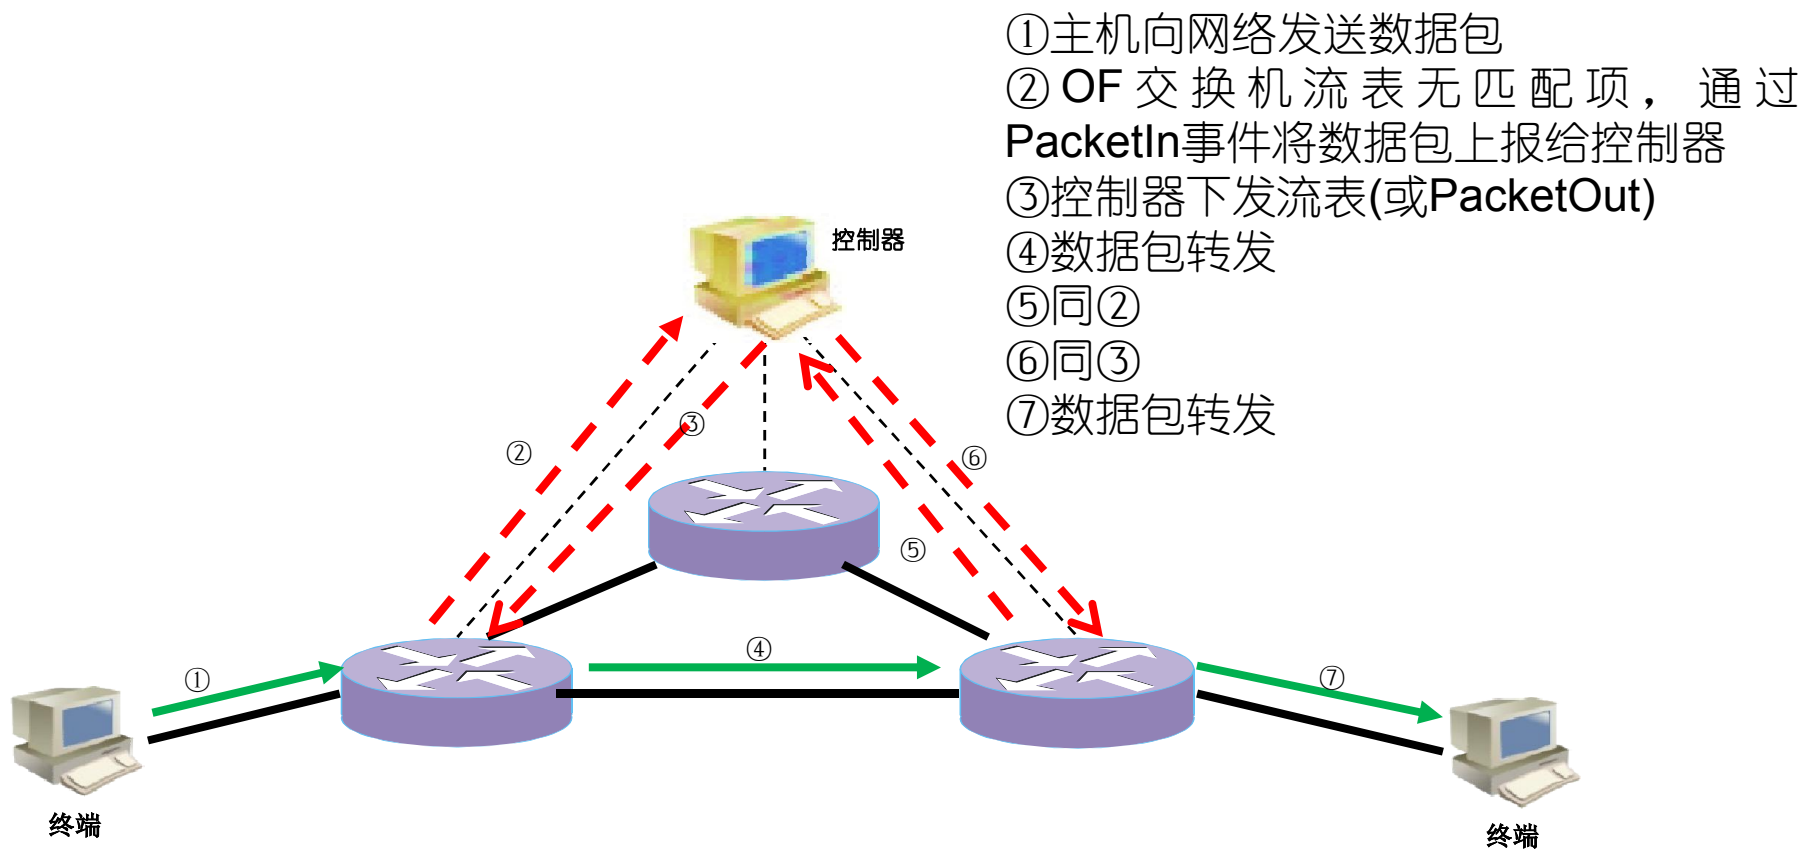 ①主机向网络发送数据包
②OF交换机流表无匹配项，通过
PacketIn事件将数据包上报给控制器
③控制器下发流表(或PacketOut)
④数据包转发
⑤同②
⑥同③
⑦数据包转发
控制器
③
②
⑥
⑤
④
①
⑦
终端
终端